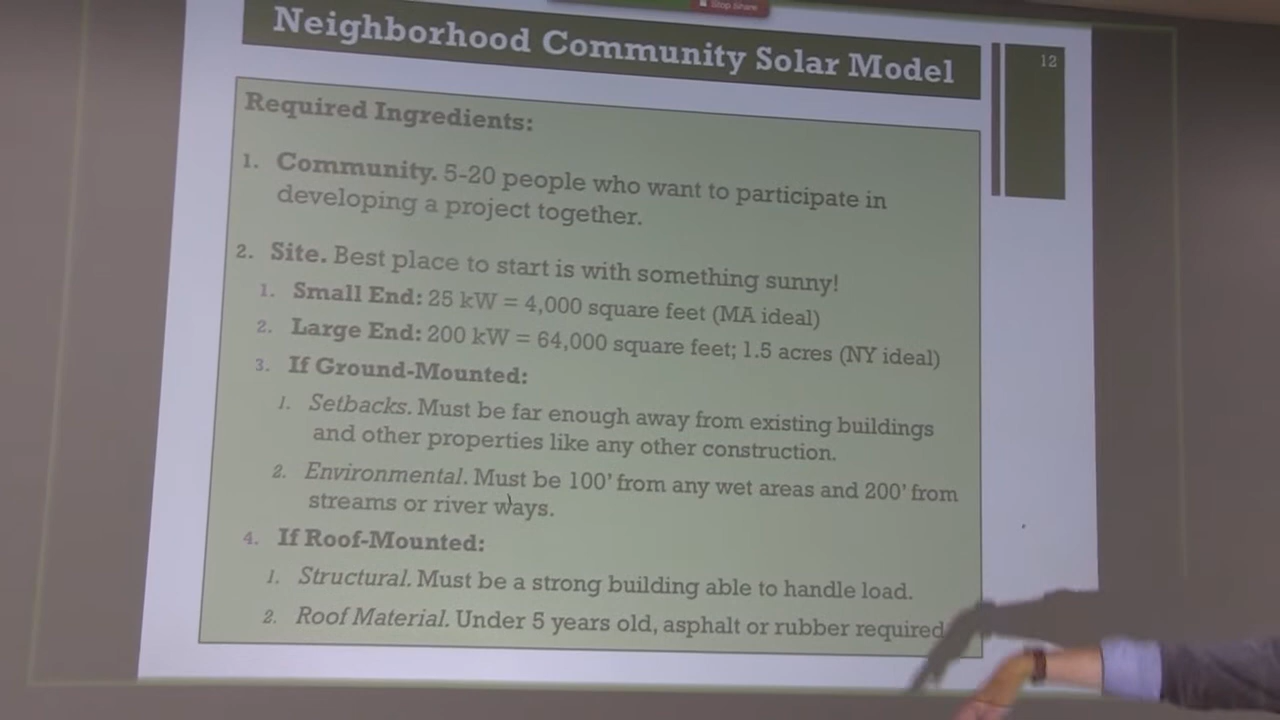 Stop Share
Neighborhood Community Solar Model
12
Required Ingredients:
1. Community. 5-20 people who want to participate in
developing a project together.
2. Site. Best place to start is with something sunny!
1. Small End: 25 kW = 4,000 square feet (MA ideal)
2. Large End: 200 kW = 64,000 square feet; 1.5 acres (NY ideal)
3. If Ground-Mounted:
1. Setbacks. Must be far enough away from existing buildings
and other properties like any other construction.
2. Environmental. Must be 100' from any wet areas and 200' from
streams or river ways.
4. If Roof-Mounted:
1. Structural. Must be a strong building able to handle load.
2. Roof Material. Under 5 years old, asphalt or rubber required